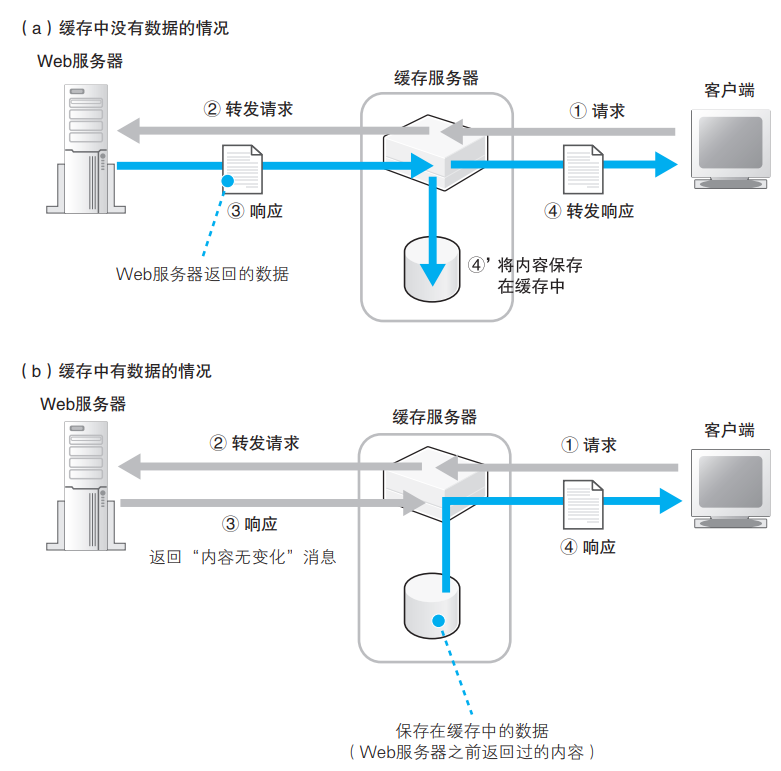 （a）缓存中没有数据的情况
Web服务器
缓存服务器
客户端
② 转发请求
① 请求
③ 响应
④ 转发响应
Web服务器返回的数据
④’ 将内容保存
在缓存中
（b）缓存中有数据的情况
Web服务器
缓存服务器
客户端
② 转发请求
① 请求
③ 响应
④ 响应
返回“内容无变化”消息
保存在缓存中的数据
（Web服务器之前返回过的内容）